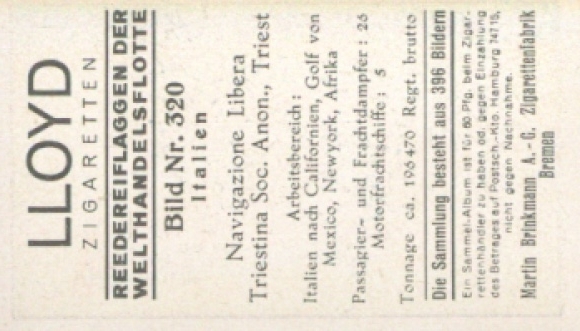 LLOYD
ZIGARETTEN
REEDEREIFLAGGEN DER
WELTHANDELSFLOTTE
Bild Nr. 320
Italien
Navigazione Libera
Triestina Soc. Anon., Triest
Arbeitsbereich:
Italien nach Californien, Golf von
Mexico, Newyork, Afrika
Passagier- und Frachtdampfer: 26
Motorfrachtschiffe: 5
Tonnage ca. 196 470 Regt. brutto
Die Sammlung besteht aus 396 Bildern
Ein Sammel-Album ist für 60 Pfg. beim Zigar-
rettenhändler zu haben od. gegen Einzahlung
des Betrages auf Postsch.-Kto. Hamburg 74715,
nicht gegen Nachnahme.
Martin Brinkmann A.-G. Zigarettenfabrik
Bremen